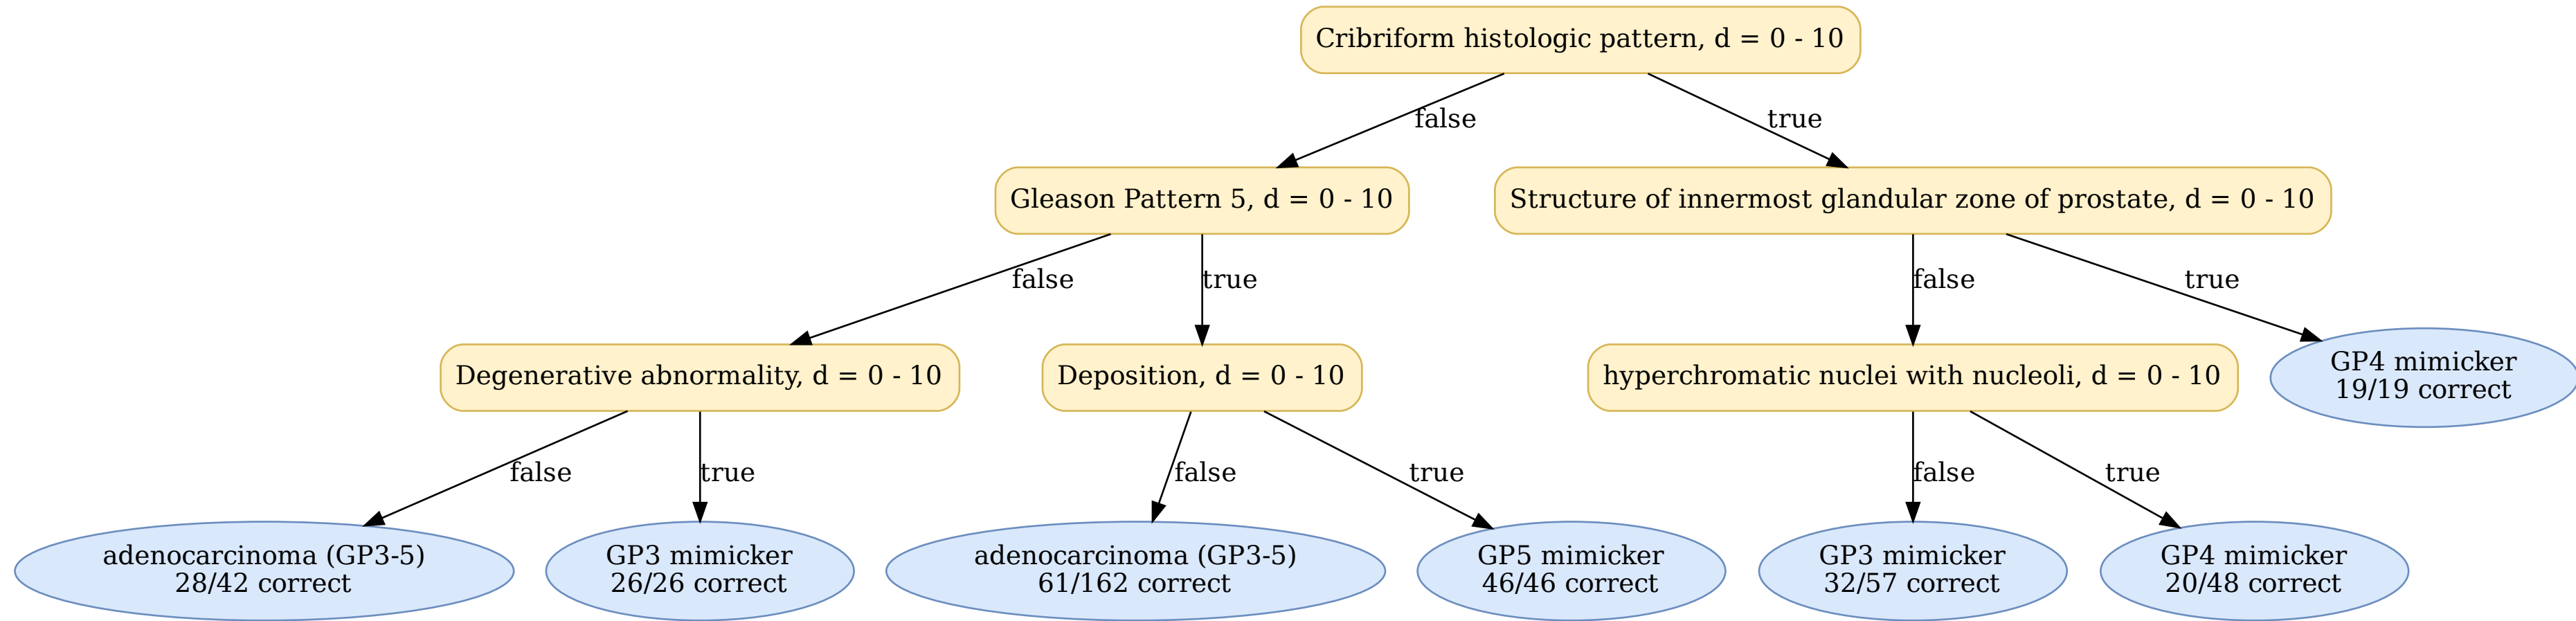 Cribriform histologic pattern, d = 0 - 10
false
true
Gleason Pattern 5, d = 0 - 10
Structure of innermost glandular zone of prostate, d = 0 - 10
false
true
false
true
Degenerative abnormality, d = 0 - 10
Deposition, d = 0 - 10
hyperchromatic nuclei with nucleoli, d = 0 - 10
GP4 mimicker
19/19 correct
false
true
false
true
false
true
adenocarcinoma (GP3-5)
28/42 correct
GP3 mimicker
26/26 correct
adenocarcinoma (GP3-5)
61/162 correct
GP5 mimicker
46/46 correct
GP3 mimicker
32/57 correct
GP4 mimicker
20/48 correct